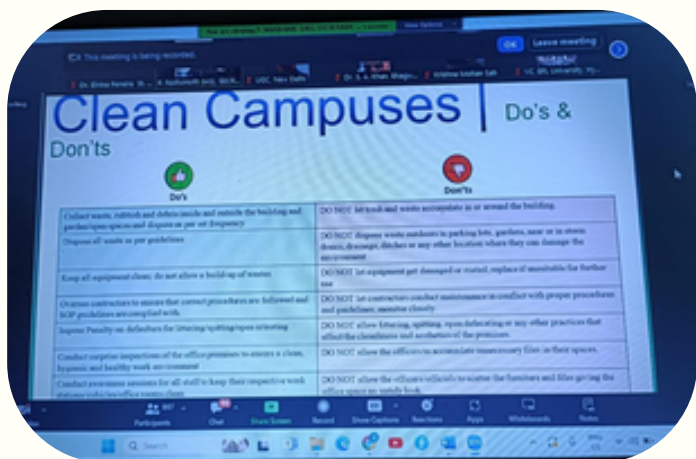 This meeting is being recorded.
OK
Leave meeting
UGC, New Delhi
Dr. S. A. Khan
Krishna Mohan Sah
Clean Campuses | Do's &
Don'ts
Do's
Don'ts
Collect waste, rubbish and debris inside and outside the building and
garden/open spaces and dispose as per set frequency
DO NOT let trash and waste accumulate in or around the building.
Dispose all waste as per guidelines
DO NOT dispose waste outdoors in parking lots, gardens, near or in storm
drains, drainage, ditches or any other location where they can damage the
environment
Keep all equipment clean; do not allow a build-up of wastes
DO NOT let equipment get damaged or rusted, replace if unsuitable for further
use
Oversee contractors to ensure that correct procedures are followed and
SOP guidelines are complied with.
DO NOT let contractors conduct maintenance in conflict with proper procedures
and guidelines, monitor closely
Impose Penalty on defaulters for littering/spitting/open urinating
DO NOT allow littering, spitting, open defecating or any other practices that
affect the cleanliness and aesthetics of the premises.
Conduct surprise inspections of the office premises to ensure a clean,
hygienic and healthy work environment
DO NOT allow the officers to accumulate unnecessary files in their spaces.
Conduct awareness sessions for all staff to keep their respective work
DO NOT allow the officers/officials to scatter the furniture and files giving the
office space an untidy look.
Participants
Chat
Share Screen
Record
Show Captions
Reactions
Apps
Whiteboards
Notes
Search